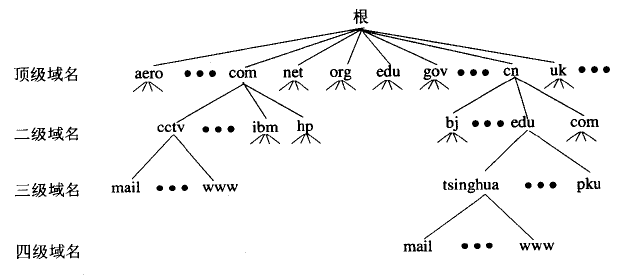 根
顶级域名 aero ••• com net org edu gov ••• cn uk •••
二级域名 cctv ••• ibm hp bj ••• edu com
三级域名 mail ••• www tsinghua ••• pku
四级域名 mail ••• www